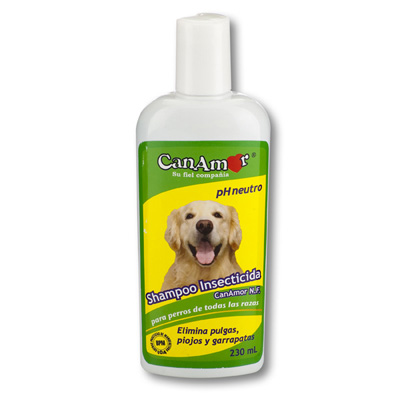 CanAmor®
Su fiel compañía
pH neutro
Shampoo Insecticida
CanAmor N.F
para perros de todas las razas
UPM
Elimina pulgas,
piojos y garrapatas
230 mL